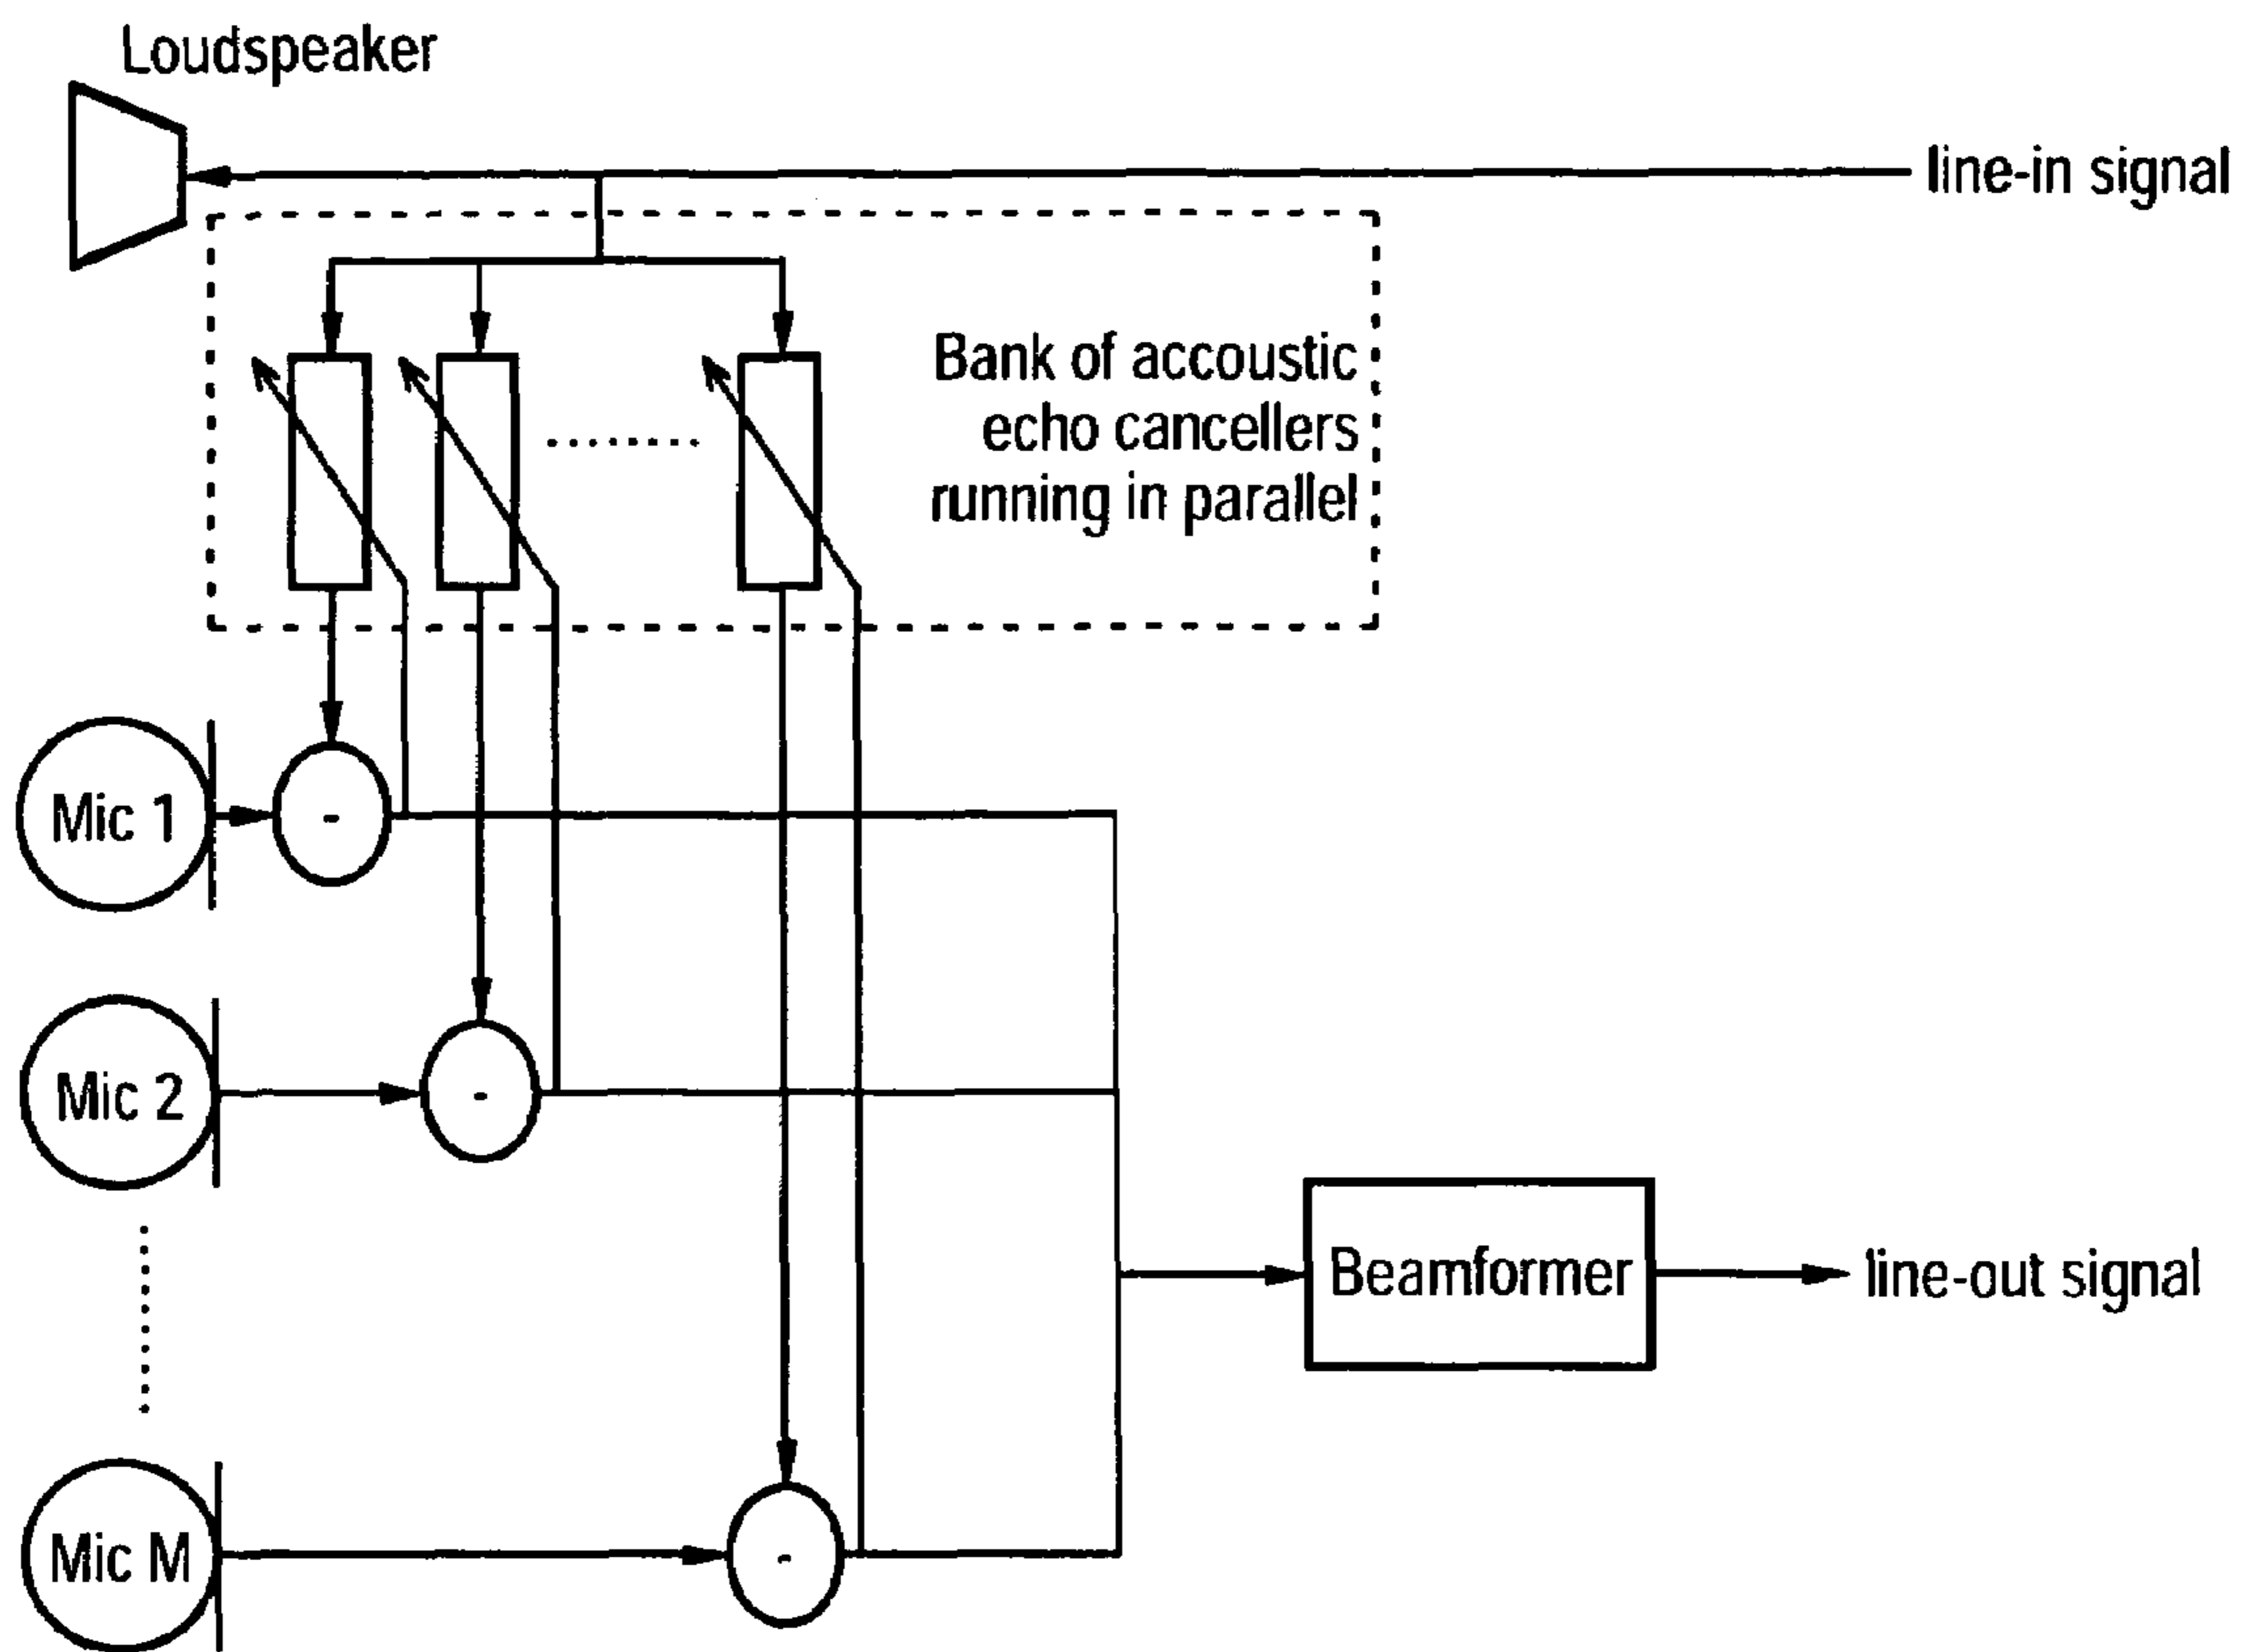 Loudspeaker
line-in signal
Bank of accoustic
echo cancellers
running in parallel
Mic 1
-
Mic 2
-
Beamformer
line-out signal
Mic M
-